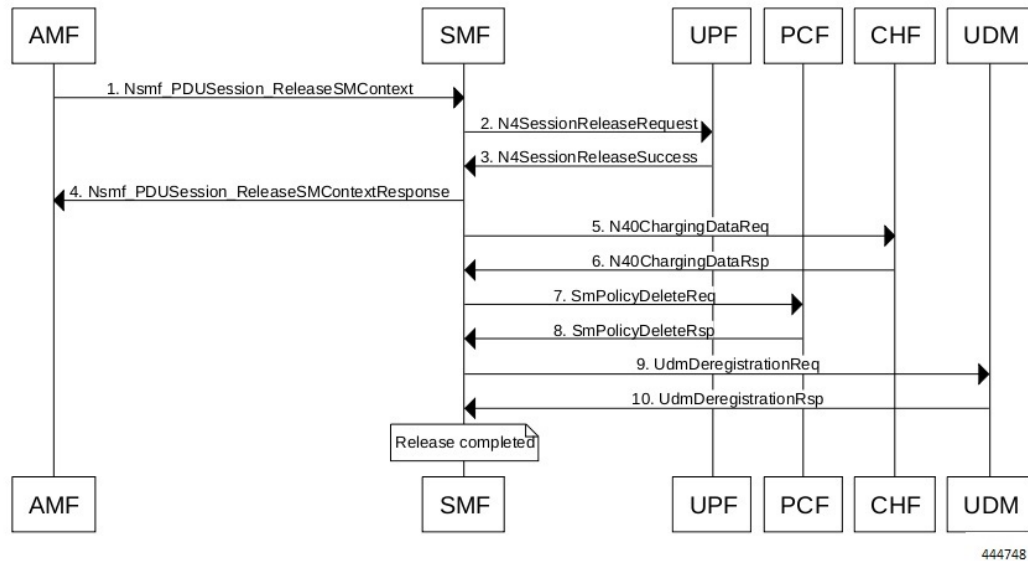 AMF SMF UPF PCF CHF UDM
1. Nsmf_PDUSession_ReleaseSMContext
2. N4SessionReleaseRequest
3. N4SessionReleaseSuccess
4. Nsmf_PDUSession_ReleaseSMContextResponse
5. N40ChargingDataReq
6. N40ChargingDataRsp
7. SmPolicyDeleteReq
8. SmPolicyDeleteRsp
9. UdmDeregistrationReq
10. UdmDeregistrationRsp
Release completed
AMF SMF UPF PCF CHF UDM
444748